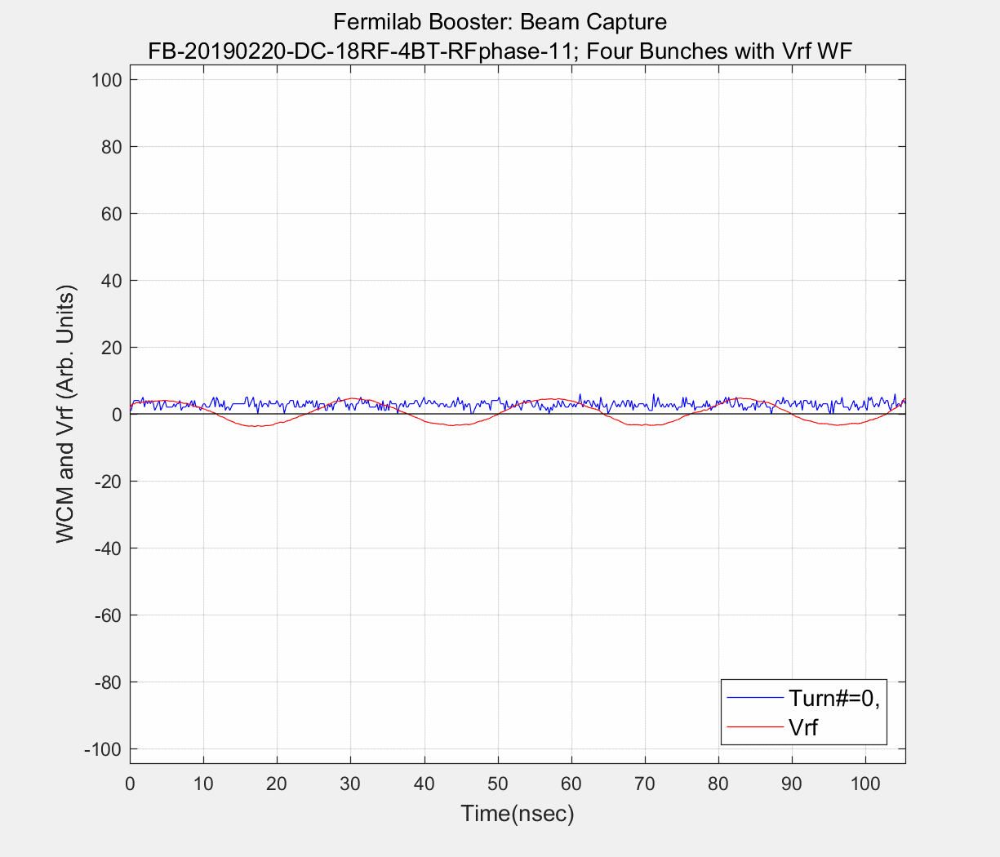 Fermilab Booster: Beam Capture
FB-20190220-DC-18RF-4BT-RFphase-11; Four Bunches with Vrf WF
WCM and Vrf (Arb. Units)
100
80
60
40
20
0
-20
-40
-60
-80
-100
Turn#=0,
Vrf
0 10 20 30 40 50 60 70 80 90 100
Time(nsec)